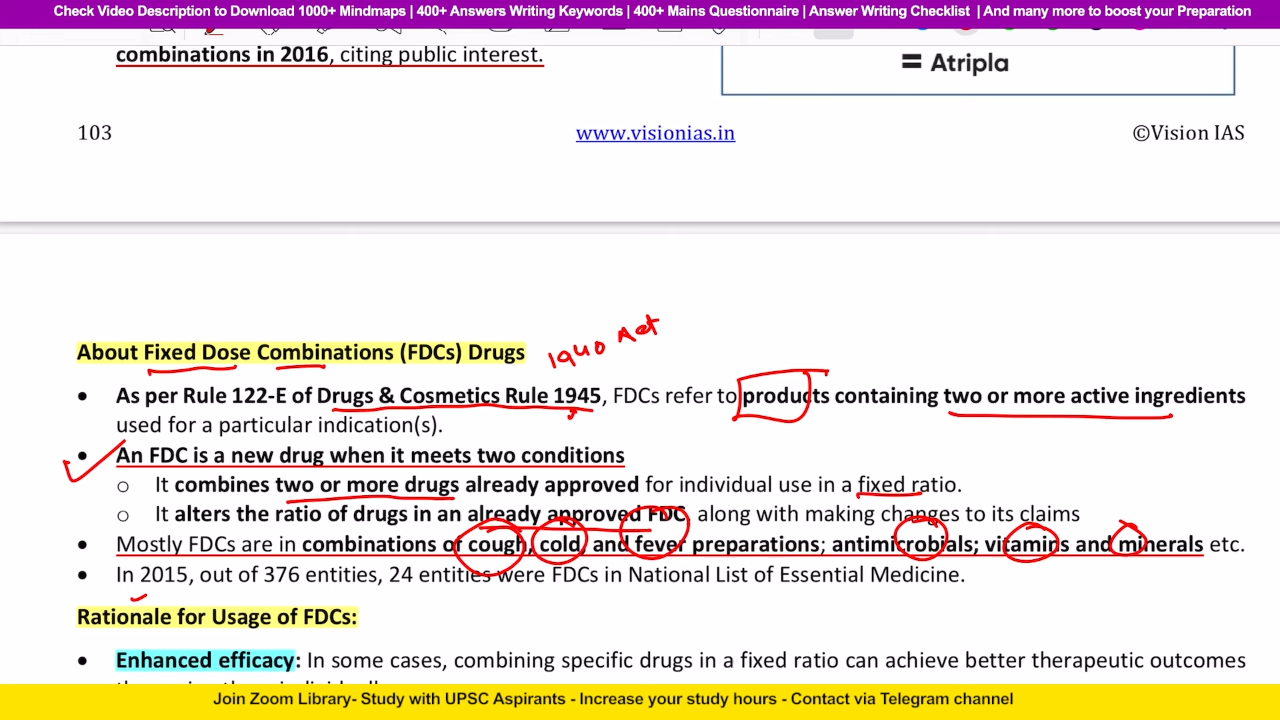 Check Video Description to Download 1000+ Mindmaps | 400+ Answers Writing Keywords | 400+ Mains Questionnaire | Answer Writing Checklist | And many more to boost your Preparation
combinations in 2016, citing public interest.
= Atripla
103 www.visionias.in ©Vision IAS
1940 Act
About Fixed Dose Combinations (FDCs) Drugs
• As per Rule 122-E of Drugs & Cosmetics Rule 1945, FDCs refer to products containing two or more active ingredients
used for a particular indication(s).
• An FDC is a new drug when it meets two conditions
o It combines two or more drugs already approved for individual use in a fixed ratio.
o It alters the ratio of drugs in an already approved FDC, along with making changes to its claims
• Mostly FDCs are in combinations of cough, cold, and fever preparations; antimicrobials; vitamins and minerals etc.
• In 2015, out of 376 entities, 24 entities were FDCs in National List of Essential Medicine.
Rationale for Usage of FDCs:
• Enhanced efficacy: In some cases, combining specific drugs in a fixed ratio can achieve better therapeutic outcomes
Join Zoom Library- Study with UPSC Aspirants - Increase your study hours - Contact via Telegram channel